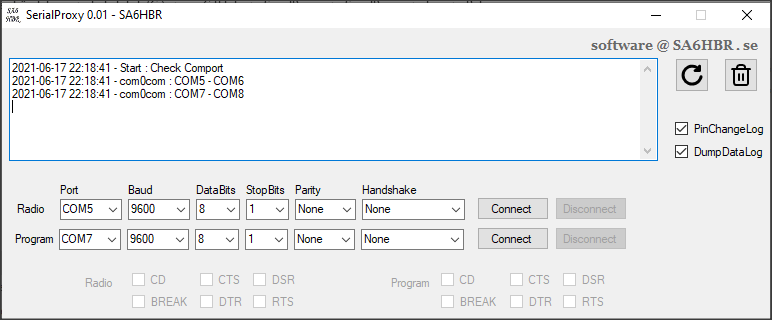 SA6 HBR SerialProxy 0.01 - SA6HBR
software @ SA6HBR . se
2021-06-17 22:18:41 - Start : Check Comport
2021-06-17 22:18:41 - com0com : COM5 - COM6
2021-06-17 22:18:41 - com0com : COM7 - COM8
PinChangeLog
DumpDataLog
Port Baud DataBits StopBits Parity Handshake
Radio COM5 9600 8 1 None None Connect Disconnect
Program COM7 9600 8 1 None None Connect Disconnect
Radio CD CTS DSR Program CD CTS DSR
BREAK DTR RTS BREAK DTR RTS